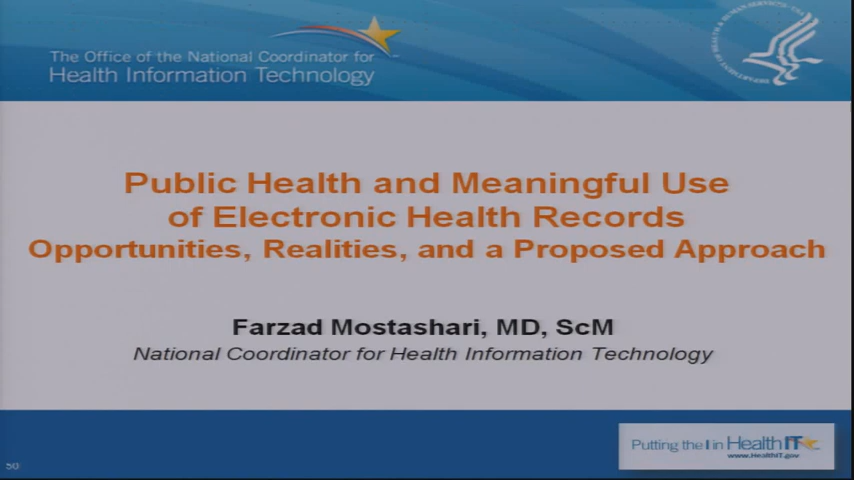 The Office of the National Coordinator for
Health Information Technology
Public Health and Meaningful Use
of Electronic Health Records
Opportunities, Realities, and a Proposed Approach
Farzad Mostashari, MD, ScM
National Coordinator for Health Information Technology
Putting the I in HealthIT
www.HealthIT.gov
50